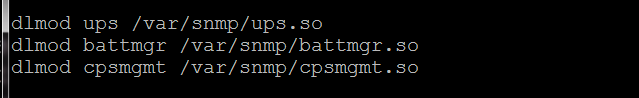 dlmod ups /var/snmp/ups.so
dlmod battmgr /var/snmp/battmgr.so
dlmod cpsmgmt /var/snmp/cpsmgmt.so